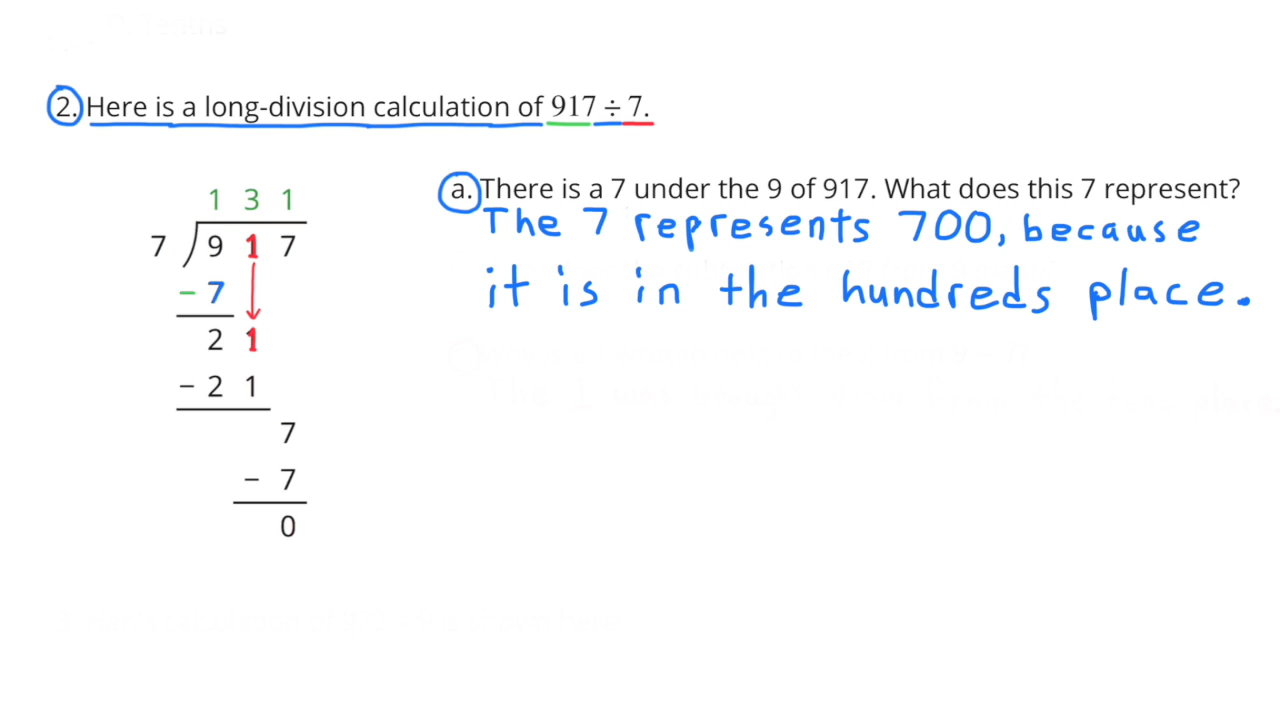 2. Here is a long-division calculation of 917 ÷ 7.
a. There is a 7 under the 9 of 917. What does this 7 represent?
The 7 represents 700, because
it is in the hundreds place.
1 3 1
7 ) 9 1 7
− 7
2 1
− 2 1
7
− 7
0